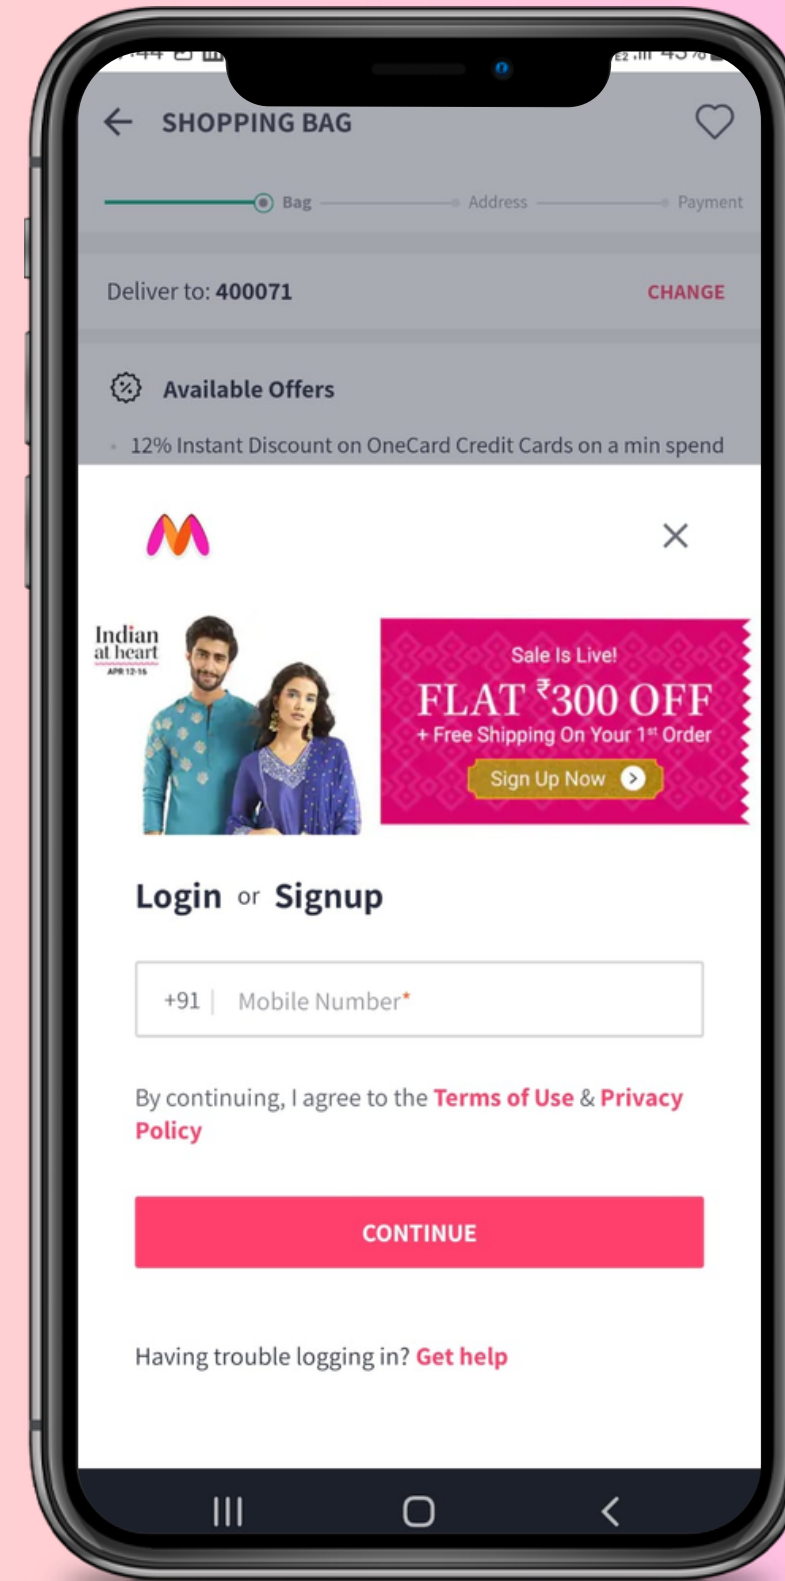 SHOPPING BAG
Bag Address Payment
Deliver to: 400071 CHANGE
Available Offers
12% Instant Discount on OneCard Credit Cards on a min spend
Indian
at heart
APR 12-16
Sale Is Live!
FLAT ₹300 OFF
+ Free Shipping On Your 1st Order
Sign Up Now
Login or Signup
+91 Mobile Number*
By continuing, I agree to the Terms of Use & Privacy
Policy
CONTINUE
Having trouble logging in? Get help